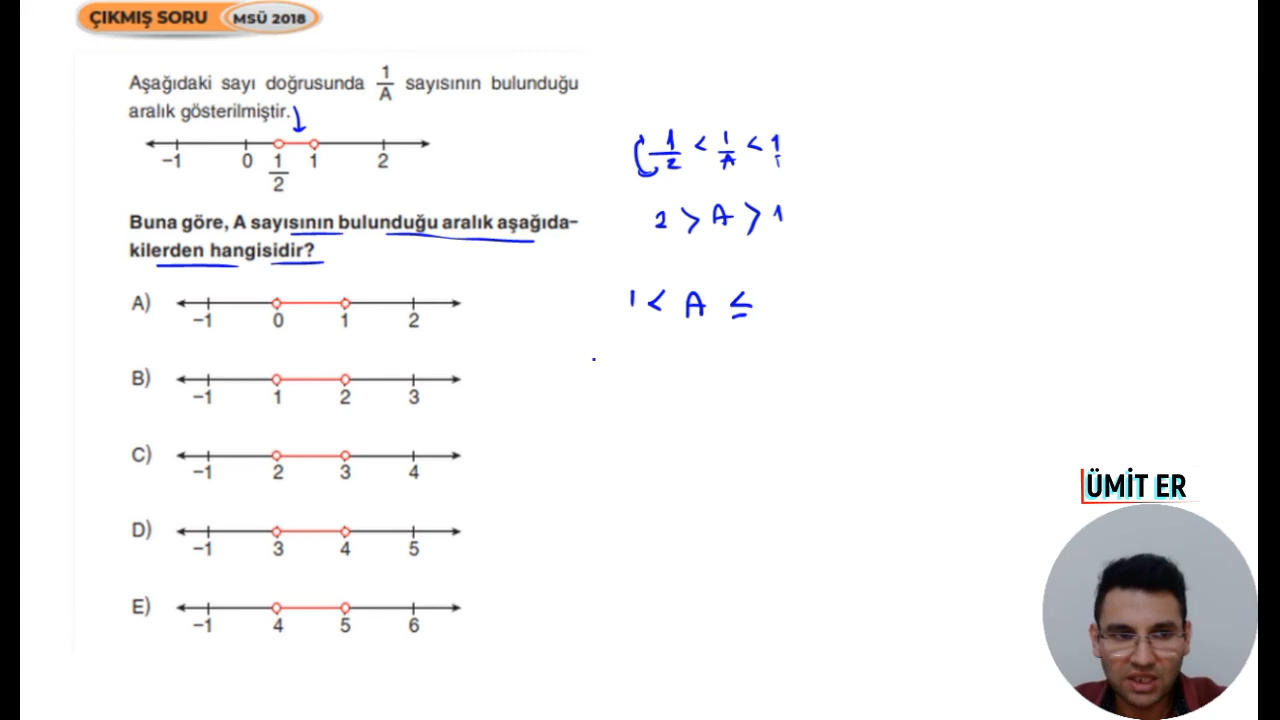 ÇIKMIŞ SORU MSÜ 2018
Aşağıdaki sayı doğrusunda 1/A sayısının bulunduğu
aralık gösterilmiştir.
−1 0 1/2 1 2
Buna göre, A sayısının bulunduğu aralık aşağıda-
kilerden hangisidir?
A) −1 0 1 2
B) −1 1 2 3
C) −1 2 3 4
D) −1 3 4 5
E) −1 4 5 6
1/2 < 1/A < 1/1
2 > A > 1
1 < A ≤
ÜMİT ER